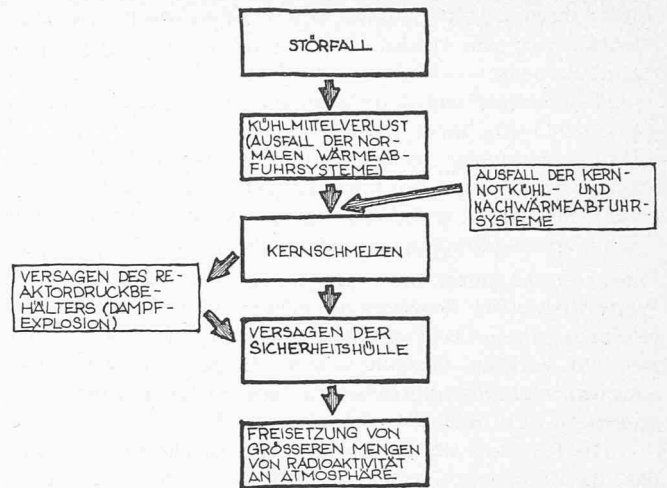 STÖRFALL
KÜHLMITTELVERLUST
(AUSFALL DER NOR-
MALEN WÄRMEAB-
FUHRSYSTEME)
AUSFALL DER KERN-
NOTKÜHL- UND
NACHWÄRMEABFUHR-
SYSTEME
KERNSCHMELZEN
VERSAGEN DES RE-
AKTORDRUCKBE-
HÄLTERS (DAMPF-
EXPLOSION)
VERSAGEN DER
SICHERHEITSHÜLLE
FREISETZUNG VON
GRÖSSEREN MENGEN
VON RADIOAKTIVITÄT
AN ATMOSPHÄRE.